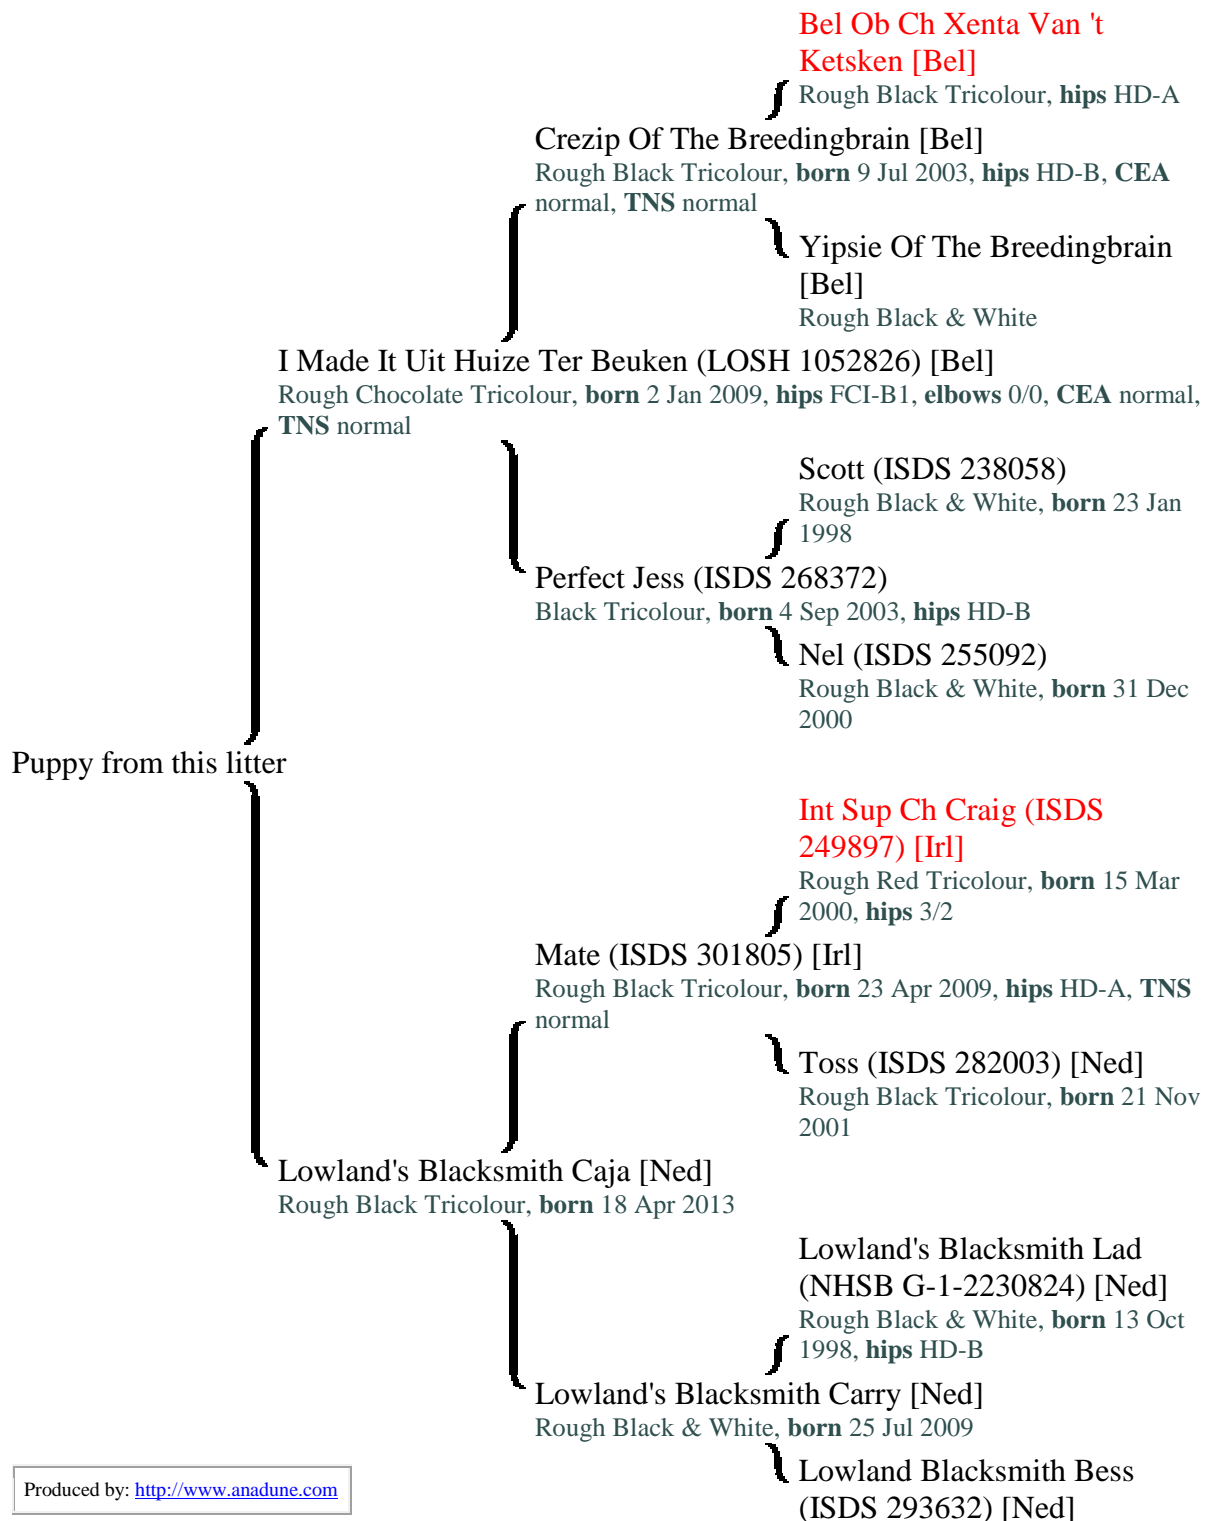 Bel Ob Ch Xenta Van 't
Ketsken [Bel]
Rough Black Tricolour, hips HD-A
Crezip Of The Breedingbrain [Bel]
Rough Black Tricolour, born 9 Jul 2003, hips HD-B, CEA
normal, TNS normal
Yipsie Of The Breedingbrain
[Bel]
Rough Black & White
I Made It Uit Huize Ter Beuken (LOSH 1052826) [Bel]
Rough Chocolate Tricolour, born 2 Jan 2009, hips FCI-B1, elbows 0/0, CEA normal,
TNS normal
Scott (ISDS 238058)
Rough Black & White, born 23 Jan
1998
Perfect Jess (ISDS 268372)
Black Tricolour, born 4 Sep 2003, hips HD-B
Nel (ISDS 255092)
Rough Black & White, born 31 Dec
2000
Puppy from this litter
Int Sup Ch Craig (ISDS
249897) [Irl]
Rough Red Tricolour, born 15 Mar
2000, hips 3/2
Mate (ISDS 301805) [Irl]
Rough Black Tricolour, born 23 Apr 2009, hips HD-A, TNS
normal
Toss (ISDS 282003) [Ned]
Rough Black Tricolour, born 21 Nov
2001
Lowland's Blacksmith Caja [Ned]
Rough Black Tricolour, born 18 Apr 2013
Lowland's Blacksmith Lad
(NHSB G-1-2230824) [Ned]
Rough Black & White, born 13 Oct
1998, hips HD-B
Lowland's Blacksmith Carry [Ned]
Rough Black & White, born 25 Jul 2009
Lowland Blacksmith Bess
(ISDS 293632) [Ned]
Produced by: http://www.anadune.com